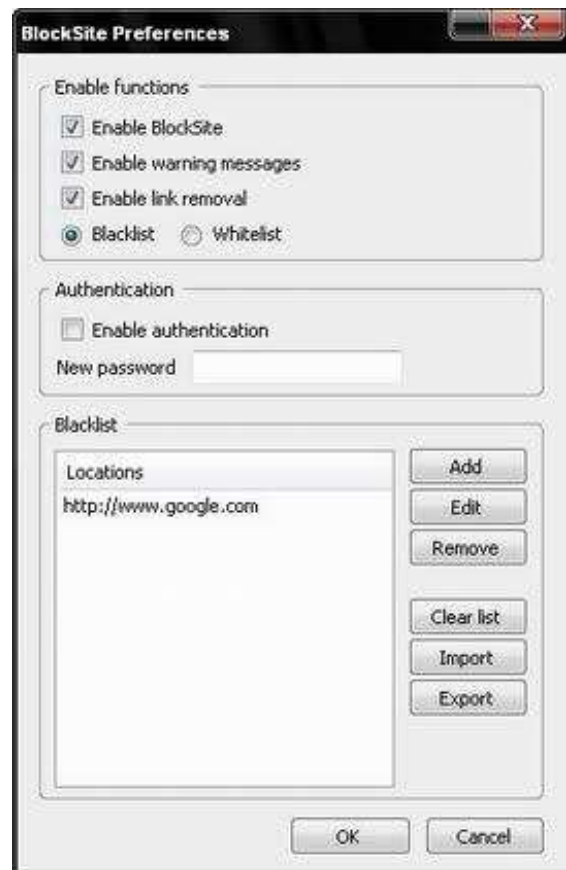 BlockSite Preferences
Enable functions
Enable BlockSite
Enable warning messages
Enable link removal
Blacklist Whitelist
Authentication
Enable authentication
New password
Blacklist
Locations
http://www.google.com
Add
Edit
Remove
Clear list
Import
Export
OK Cancel